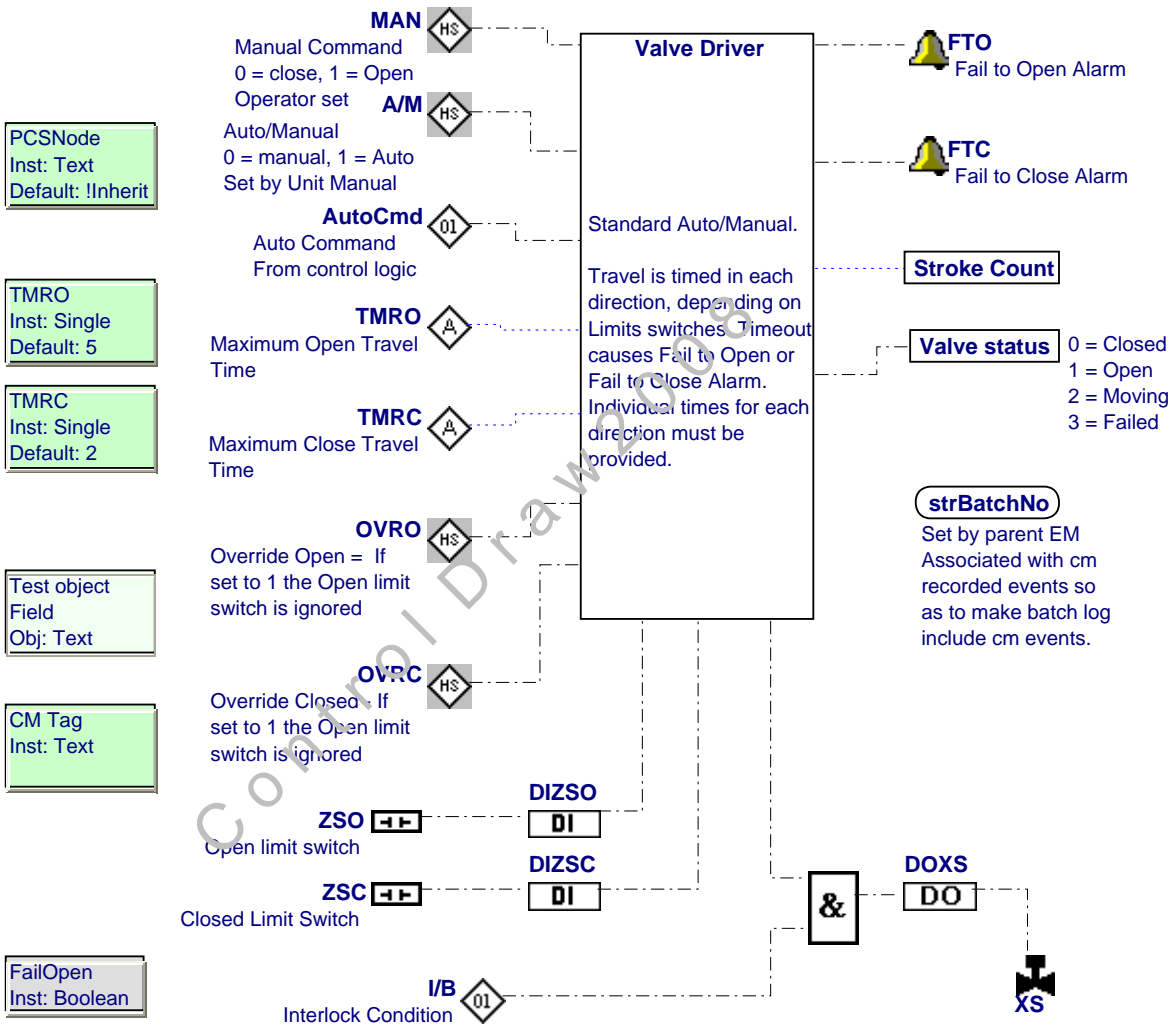 MAN
HS
Manual Command
0 = close, 1 = Open
Operator set
A/M
HS
Auto/Manual
0 = manual, 1 = Auto
Set by Unit Manual
AutoCmd
01
Auto Command
From control logic
TMRO
A
Maximum Open Travel
Time
TMRC
A
Maximum Close Travel
Time
OVRO
HS
Override Open = If
set to 1 the Open limit
switch is ignored
OVRC
HS
Override Closed - If
set to 1 the Open limit
switch is ignored
ZSO
Open limit switch
DIZSO
DI
ZSC
Closed Limit Switch
DIZSC
DI
I/B
01
Interlock Condition
PCSNode
Inst: Text
Default: !Inherit
TMRO
Inst: Single
Default: 5
TMRC
Inst: Single
Default: 2
Test object
Field
Obj: Text
CM Tag
Inst: Text
FailOpen
Inst: Boolean
Valve Driver
Standard Auto/Manual.
Travel is timed in each
direction, depending on
Limits switches. Timeout
causes Fail to Open or
Fail to Close Alarm.
Individual times for each
direction must be
provided.
FTO
Fail to Open Alarm
FTC
Fail to Close Alarm
Stroke Count
Valve status
0 = Closed
1 = Open
2 = Moving
3 = Failed
strBatchNo
Set by parent EM
Associated with cm
recorded events so
as to make batch log
include cm events.
&
DOXS
DO
XS
Control Draw 2008